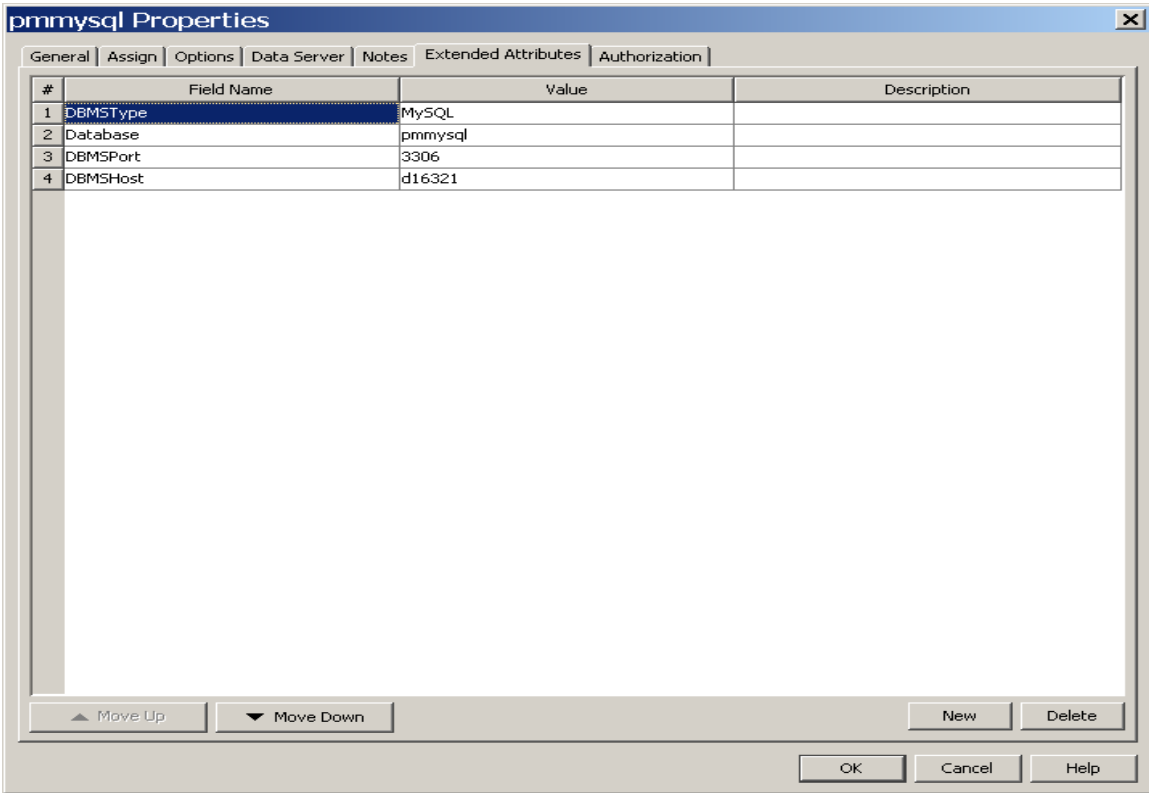 pmmysql Properties
General Assign Options Data Server Notes Extended Attributes Authorization
# Field Name Value Description
1 DBMSType MySQL
2 Database pmmysql
3 DBMSPort 3306
4 DBMSHost d16321
Move Up Move Down New Delete
OK Cancel Help